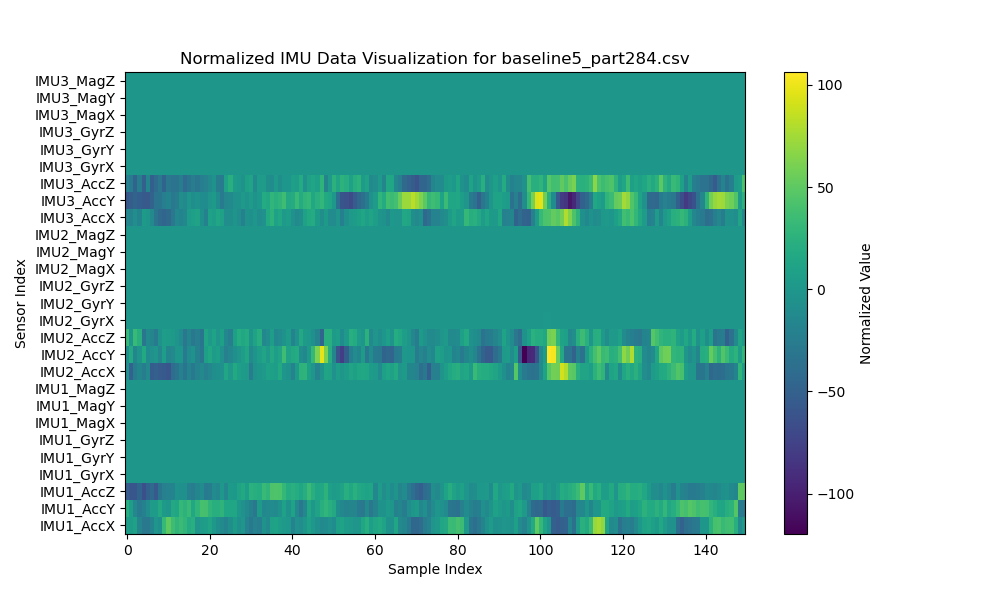 Normalized IMU Data Visualization for baseline5_part284.csv
IMU3_MagZ
IMU3_MagY
IMU3_MagX
IMU3_GyrZ
IMU3_GyrY
IMU3_GyrX
IMU3_AccZ
IMU3_AccY
IMU3_AccX
IMU2_MagZ
IMU2_MagY
IMU2_MagX
IMU2_GyrZ
IMU2_GyrY
IMU2_GyrX
IMU2_AccZ
IMU2_AccY
IMU2_AccX
IMU1_MagZ
IMU1_MagY
IMU1_MagX
IMU1_GyrZ
IMU1_GyrY
IMU1_GyrX
IMU1_AccZ
IMU1_AccY
IMU1_AccX
Sensor Index
0 20 40 60 80 100 120 140
Sample Index
100
50
0
−50
−100
Normalized Value